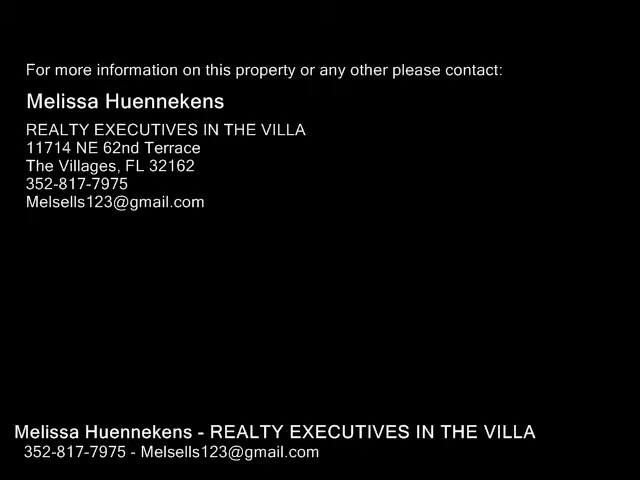 For more information on this property or any other please contact:
Melissa Huennekens
REALTY EXECUTIVES IN THE VILLA
11714 NE 62nd Terrace
The Villages, FL 32162
352-817-7975
Melsells123@gmail.com
Melissa Huennekens - REALTY EXECUTIVES IN THE VILLA
352-817-7975 - Melsells123@gmail.com